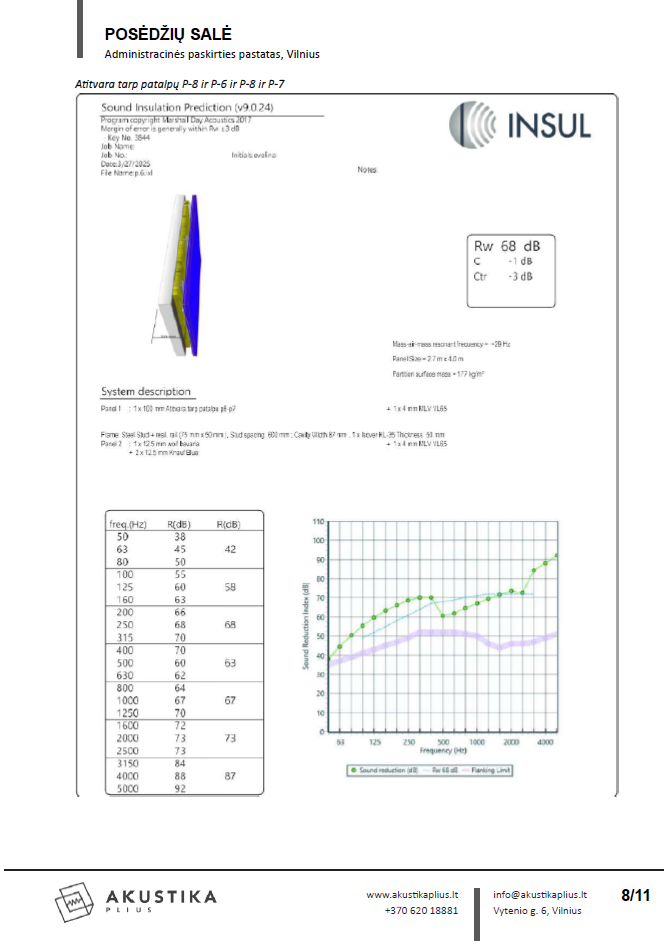 POSĖDŽIŲ SALĖ
Administracinės paskirties pastatas, Vilnius
Atitvara tarp patalpų P-8 ir P-6 ir P-8 ir P-7
Sound Insulation Prediction (v9.0.24)
Program copyright Marshall Day Acoustics 2017
Margin of error is generally within Rw ±3 dB
- Key No. 3844
Job Name:
Job No.: Initials:evelina
Date:3/27/2025
File Name:p.6.ixl
Notes:
INSUL
Rw 68 dB
C -1 dB
Ctr -3 dB
Mass-air-mass resonant frequency = =29 Hz
Panel Size = 2.7 m x 4.0 m
Partition surface mass = 177 kg/m²
System description
Panel 1 : 1 x 100 mm Atitvara tarp patalpu p6-p7 + 1 x 4 mm MLV VL65
Frame: Steel Stud + resil. rail (75 mm x 50 mm ), Stud spacing 600 mm ; Cavity Width 87 mm , 1 x Isover KL-35 Thickness 50 mm
Panel 2 : 1 x 12.5 mm wolf bavaria + 1 x 4 mm MLV VL65
+ 2 x 12.5 mm Knauf Blue
freq.(Hz) R(dB) R(dB)
50 38
63 45 42
80 50
100 55
125 60 58
160 63
200 66
250 68 68
315 70
400 70
500 60 63
630 62
800 64
1000 67 67
1250 70
1600 72
2000 73 73
2500 73
3150 84
4000 88 87
5000 92
Sound Reduction Index (dB)
110
100
90
80
70
60
50
40
30
20
10
0
63 125 250 500 1000 2000 4000
Frequency (Hz)
Sound reduction (dB) Rw 68 dB Flanking Limit
AKUSTIKA
PLIUS
www.akustikaplius.lt
+370 620 18881
info@akustikaplius.lt
Vytenio g. 6, Vilnius
8/11